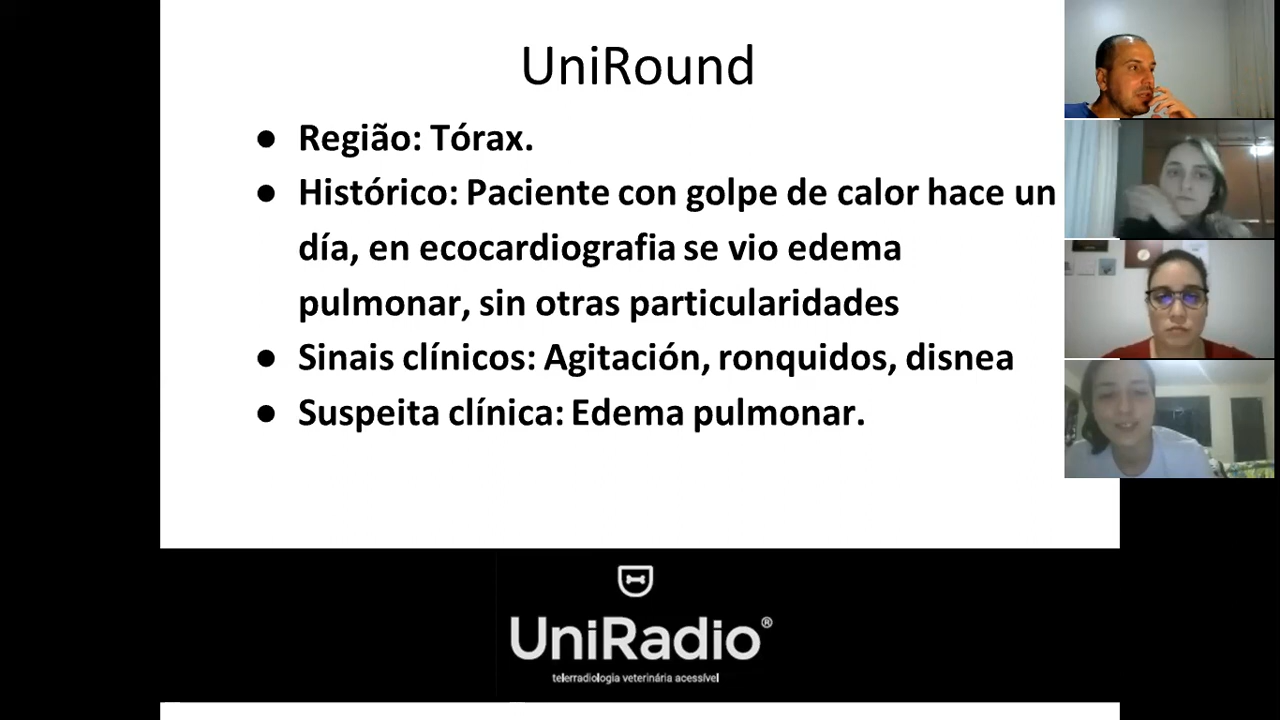 UniRound
● Região: Tórax.
● Histórico: Paciente con golpe de calor hace un
día, en ecocardiografia se vio edema
pulmonar, sin otras particularidades
● Sinais clínicos: Agitación, ronquidos, disnea
● Suspeita clínica: Edema pulmonar.
UniRadio®
telerradiologia veterinária acessível